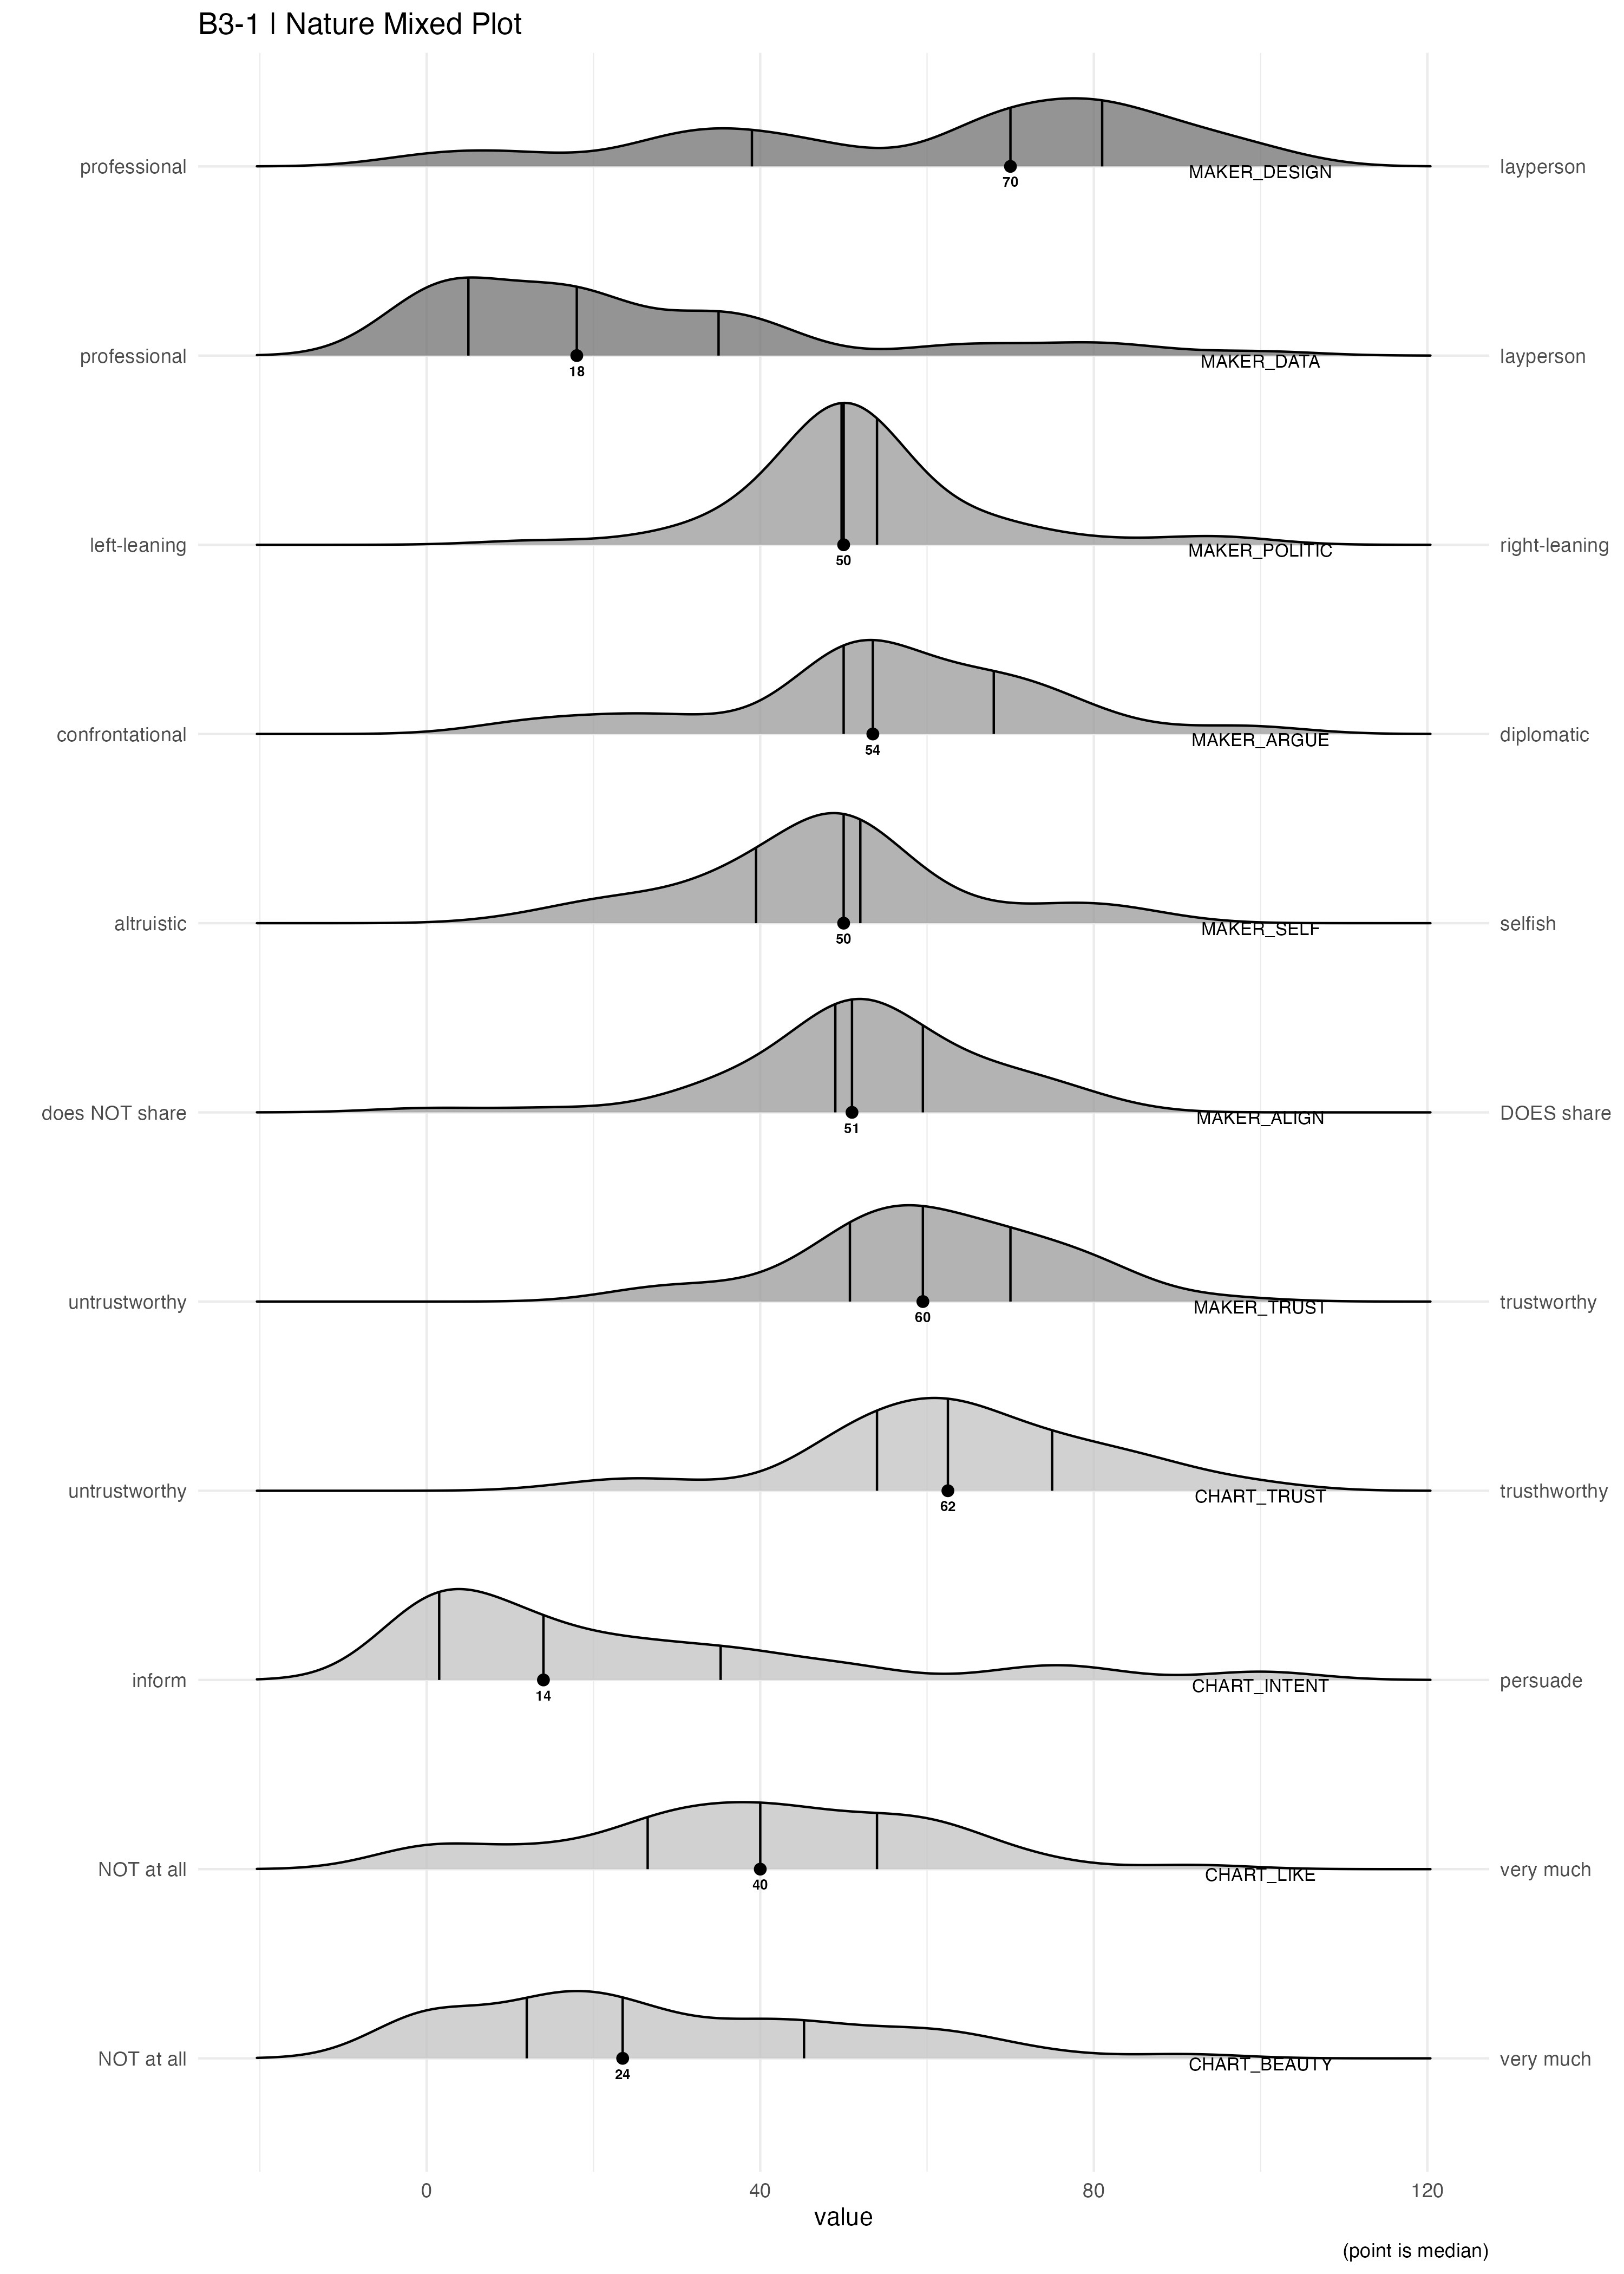 B3-1 | Nature Mixed Plot
professional
layperson
MAKER_DESIGN
70
professional
layperson
MAKER_DATA
18
left-leaning
right-leaning
MAKER_POLITIC
50
confrontational
diplomatic
MAKER_ARGUE
54
altruistic
selfish
MAKER_SELF
50
does NOT share
DOES share
MAKER_ALIGN
51
untrustworthy
trustworthy
MAKER_TRUST
60
untrustworthy
trusthworthy
CHART_TRUST
62
inform
persuade
CHART_INTENT
14
NOT at all
very much
CHART_LIKE
40
NOT at all
very much
CHART_BEAUTY
24
0 40 80 120
value
(point is median)